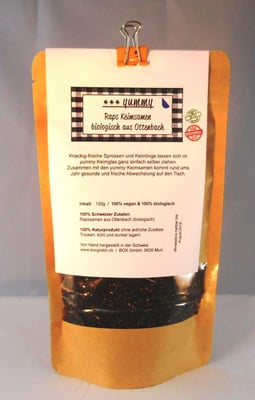 +++ yummy
Raps Keimsamen
biologisch aus Ottenbach
Knackig-frische Sprossen und Keimlinge lassen sich im
yummy Keimglas ganz einfach selber ziehen.
Zusammen mit den yummy Keimsamen kommt rund ums
Jahr gesunde und frische Abwechslung auf den Tisch.
Inhalt: 150g / 100% vegan & 100% biologisch
100% Schweizer Zutaten
Rapssamen aus Ottenbach (biologisch)
100% Naturprodukt ohne jegliche Zusätze
Trocken, kühl und dunkel lagern
Von Hand hergestellt in der Schweiz
www.boxgmbh.ch / BOX GmbH, 5630 Muri